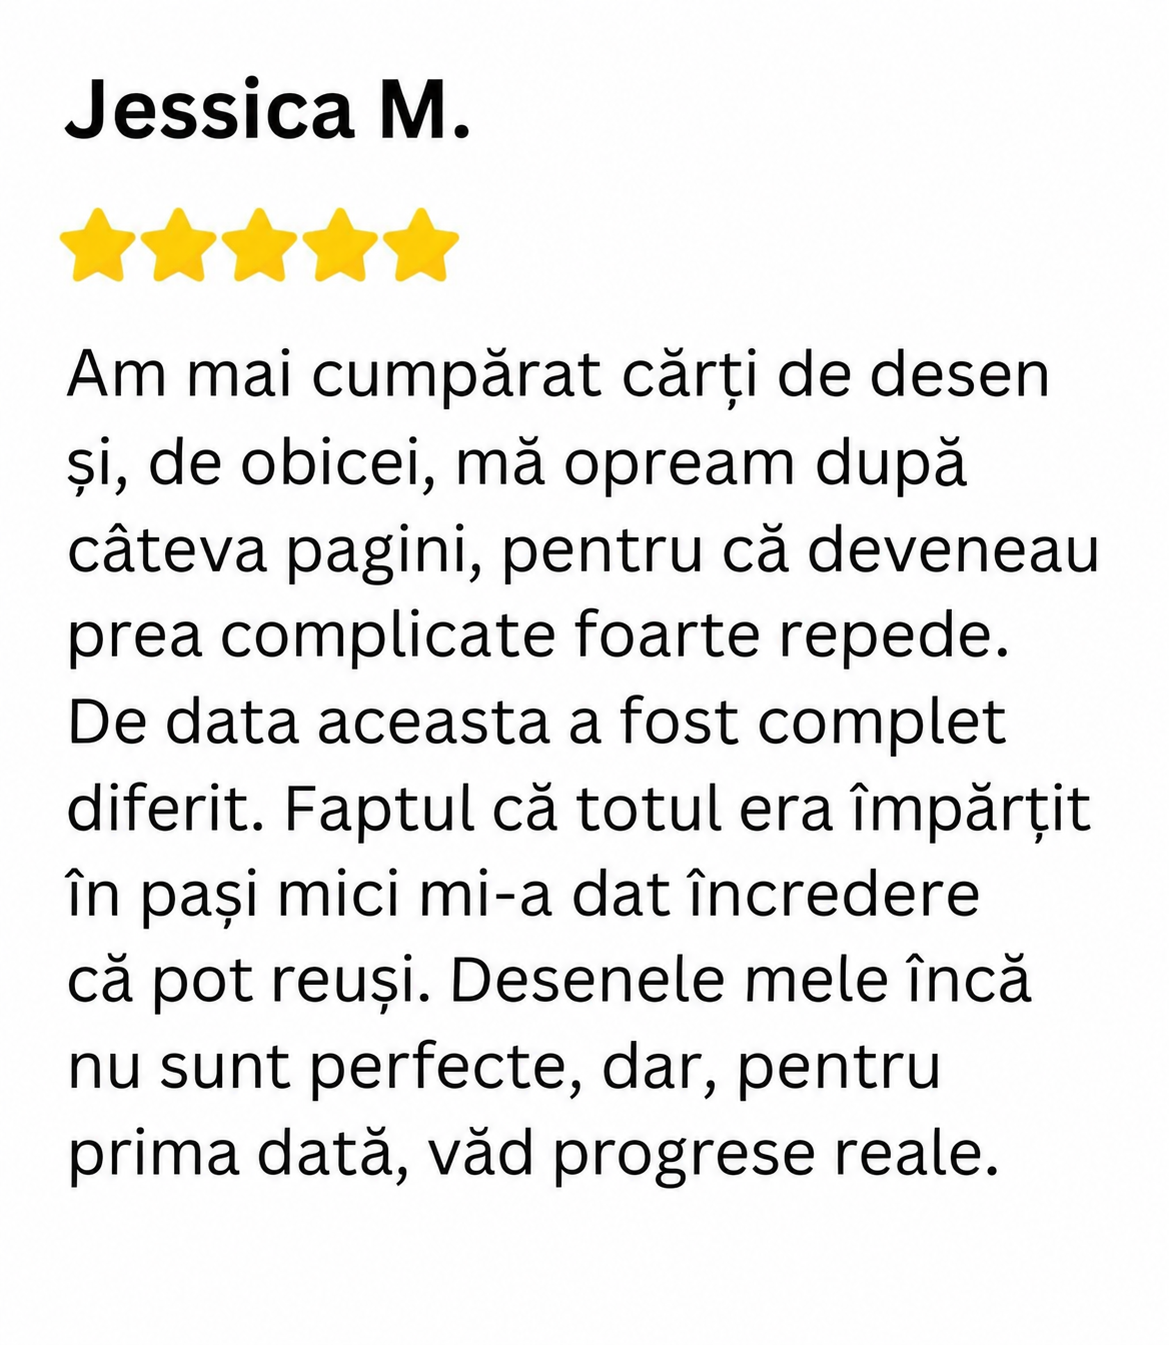 Jessica M.
Am mai cumpărat cărți de desen
și, de obicei, mă opream după
câteva pagini, pentru că deveneau
prea complicate foarte repede.
De data aceasta a fost complet
diferit. Faptul că totul era împărțit
în pași mici mi-a dat încredere
că pot reuși. Desenele mele încă
nu sunt perfecte, dar, pentru
prima dată, văd progrese reale.